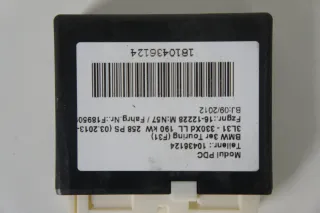 Modul PDC
Teilenr.: 10436124
BMW 3er Touring (F31)
3L31 - 330Xd LL 190 kW 258 PS (03.2013-
Fzgnr.:16-12228 M:N57 / Fahrg.Nr.:F18950
BJ:09/2012
1810436124